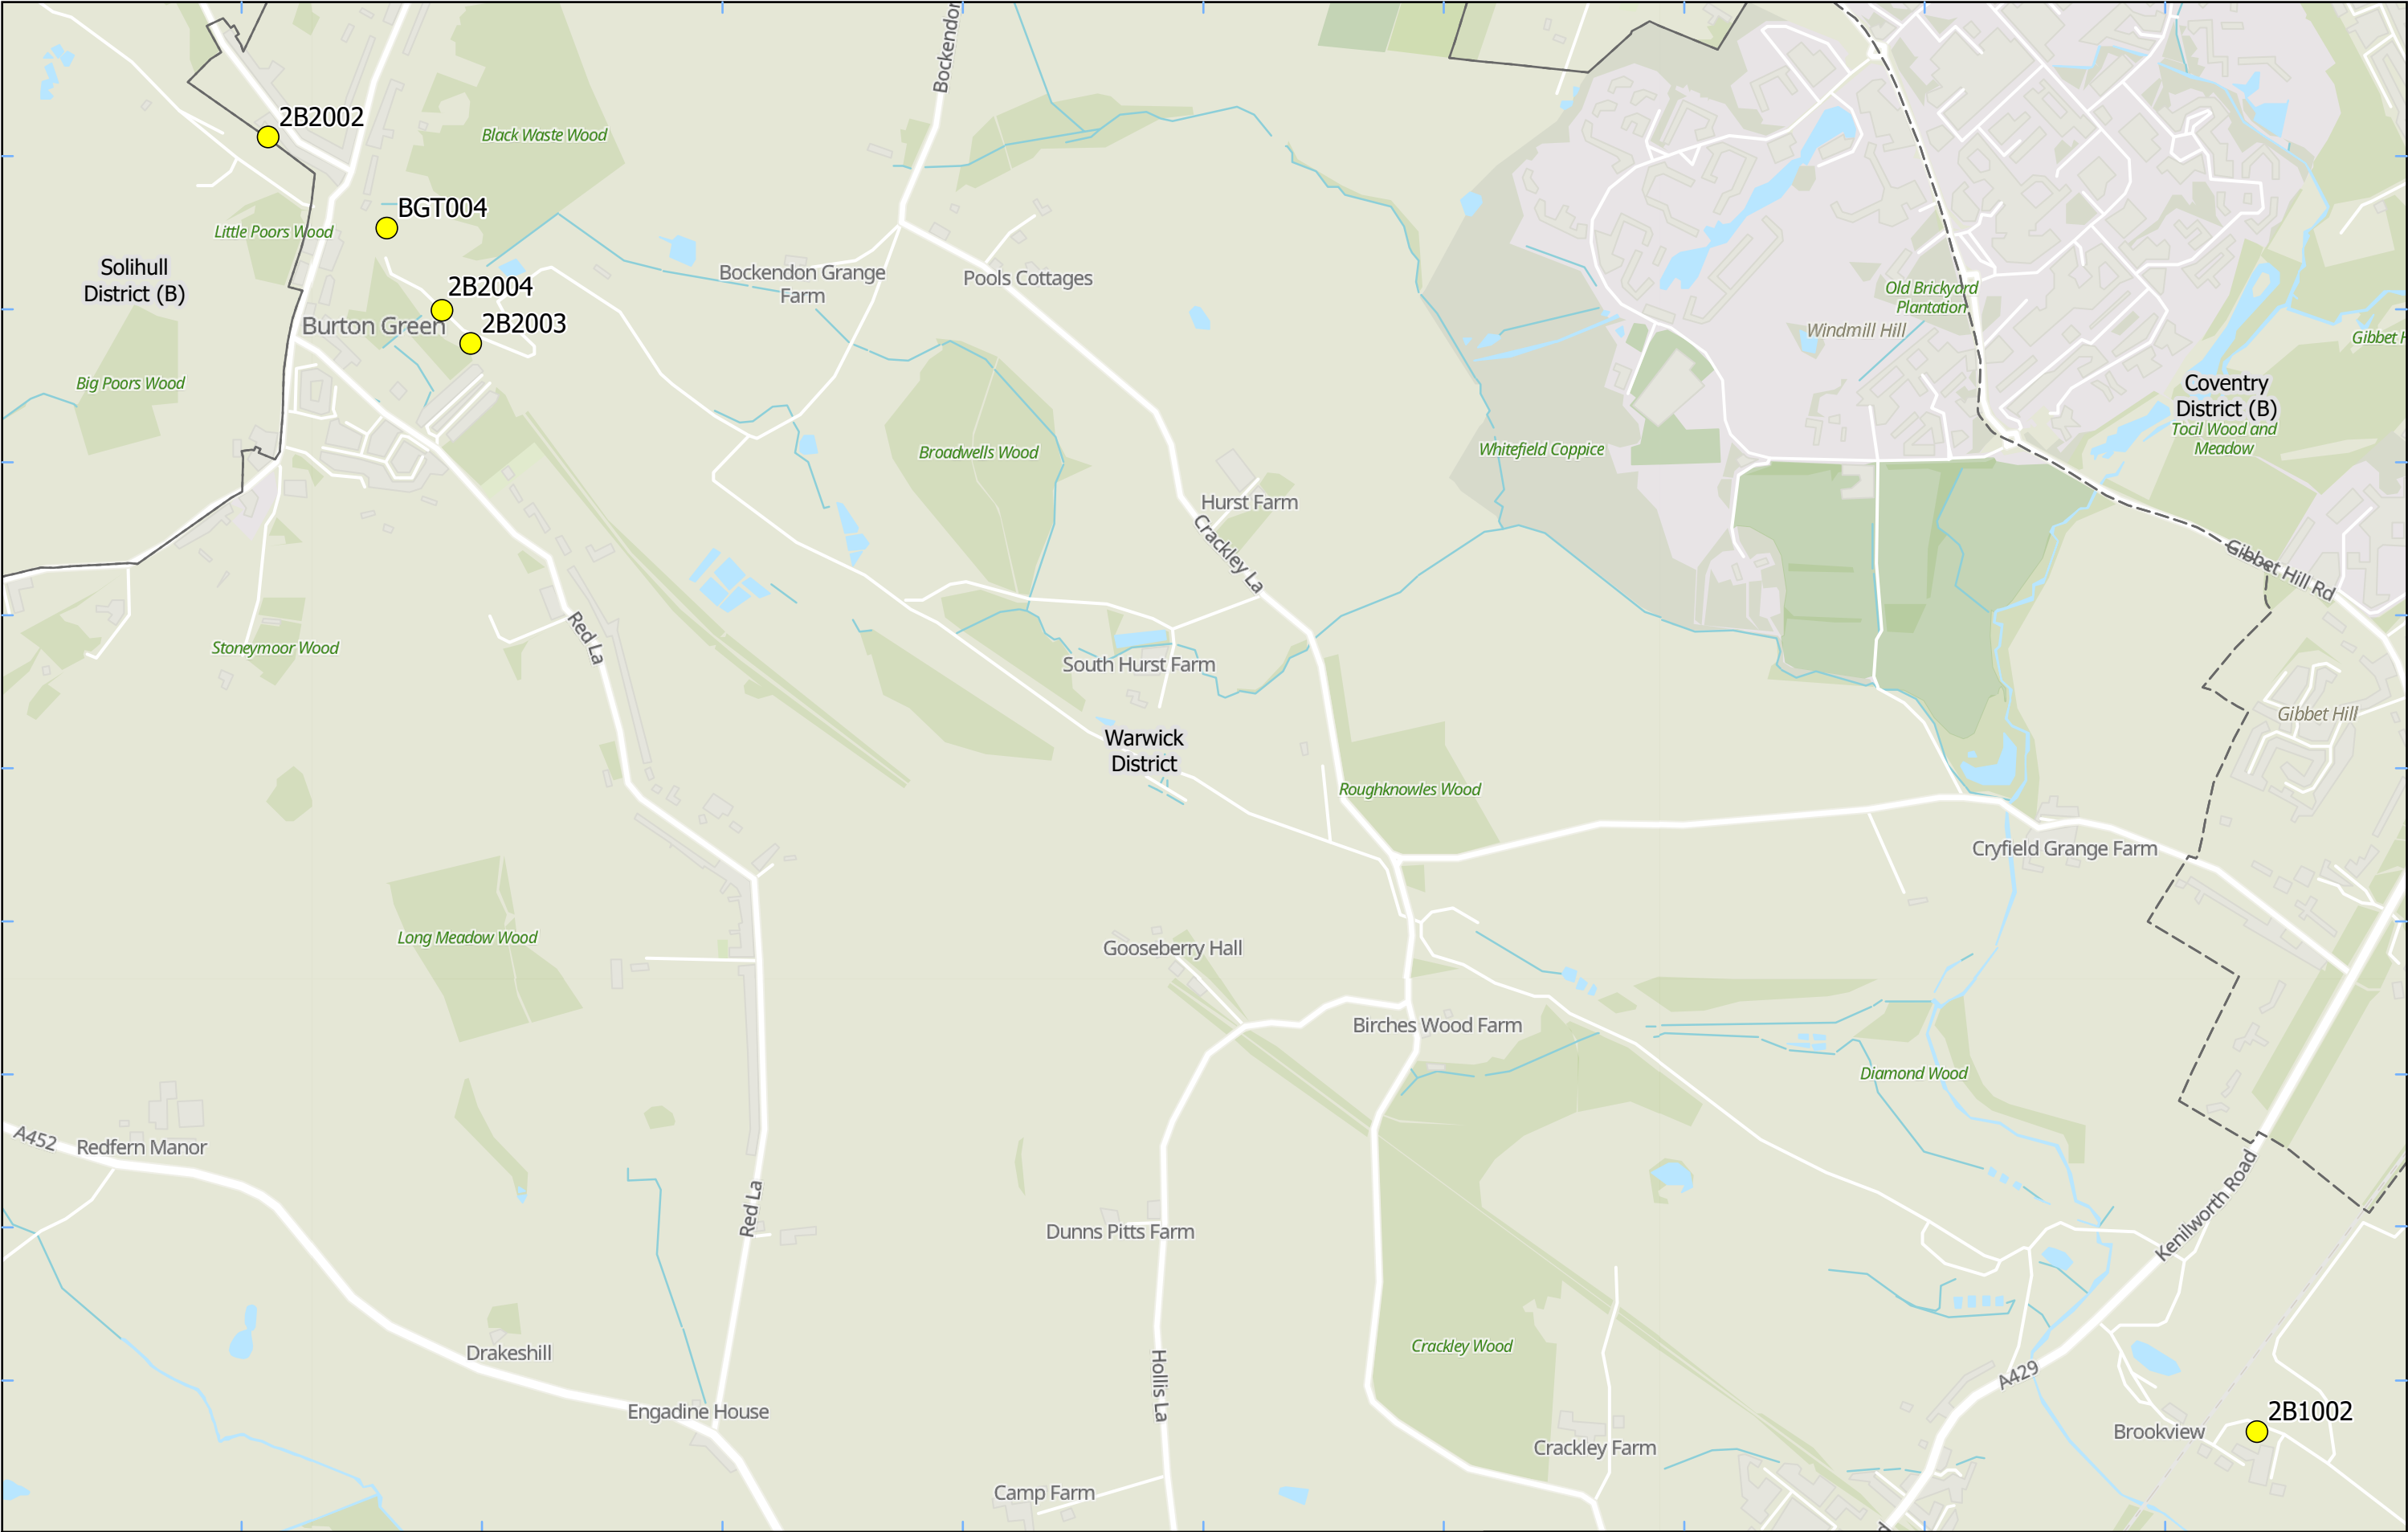 Bockendon
2B2002
Black Waste Wood
BGT004
Little Poors Wood
Solihull
District (B)
Bockendon Grange
Farm
Pools Cottages
2B2004
Burton Green
2B2003
Old Brickyard
Plantation
Windmill Hill
Gibbet H
Big Poors Wood
Coventry
District (B)
Tocil Wood and
Meadow
Broadwells Wood
Whitefield Coppice
Hurst Farm
Crackley La
Gibbet Hill Rd
Red La
Stoneymoor Wood
South Hurst Farm
Gibbet Hill
Warwick
District
Roughknowles Wood
Cryfield Grange Farm
Long Meadow Wood
Gooseberry Hall
Birches Wood Farm
Diamond Wood
A452
Redfern Manor
Red La
Kenilworth Road
Dunns Pitts Farm
Drakeshill
Crackley Wood
Hollis La
A429
Engadine House
2B1002
Brookview
Crackley Farm
Camp Farm